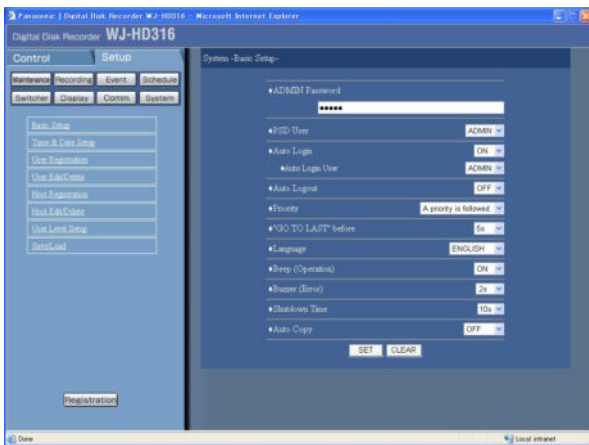 Panasonic | Digital Disk Recorder WJ-HD316 - Microsoft Internet Explorer
Digital Disk Recorder WJ-HD316
Control
Setup
System -Basic Setup-
Maintenance Recording Event Schedule
Switcher Display Comm System
♦ADMIN Password
•••••
Basic Setup
♦PSD User ADMIN
Time & Date Setup
♦Auto Login ON
User Registration
♦Auto Login User ADMIN
User Edit/Delete
♦Auto Logout OFF
Host Registration
♦Priority A priority is followed.
Host Edit/Delete
♦"GO TO LAST" before 5s
User Level Setup
♦Language ENGLISH
Save/Load
♦Beep (Operation) ON
♦Buzzer (Error) 2s
♦Shutdown Time 10s
♦Auto Copy OFF
SET CLEAR
Registration
Done
Local intranet